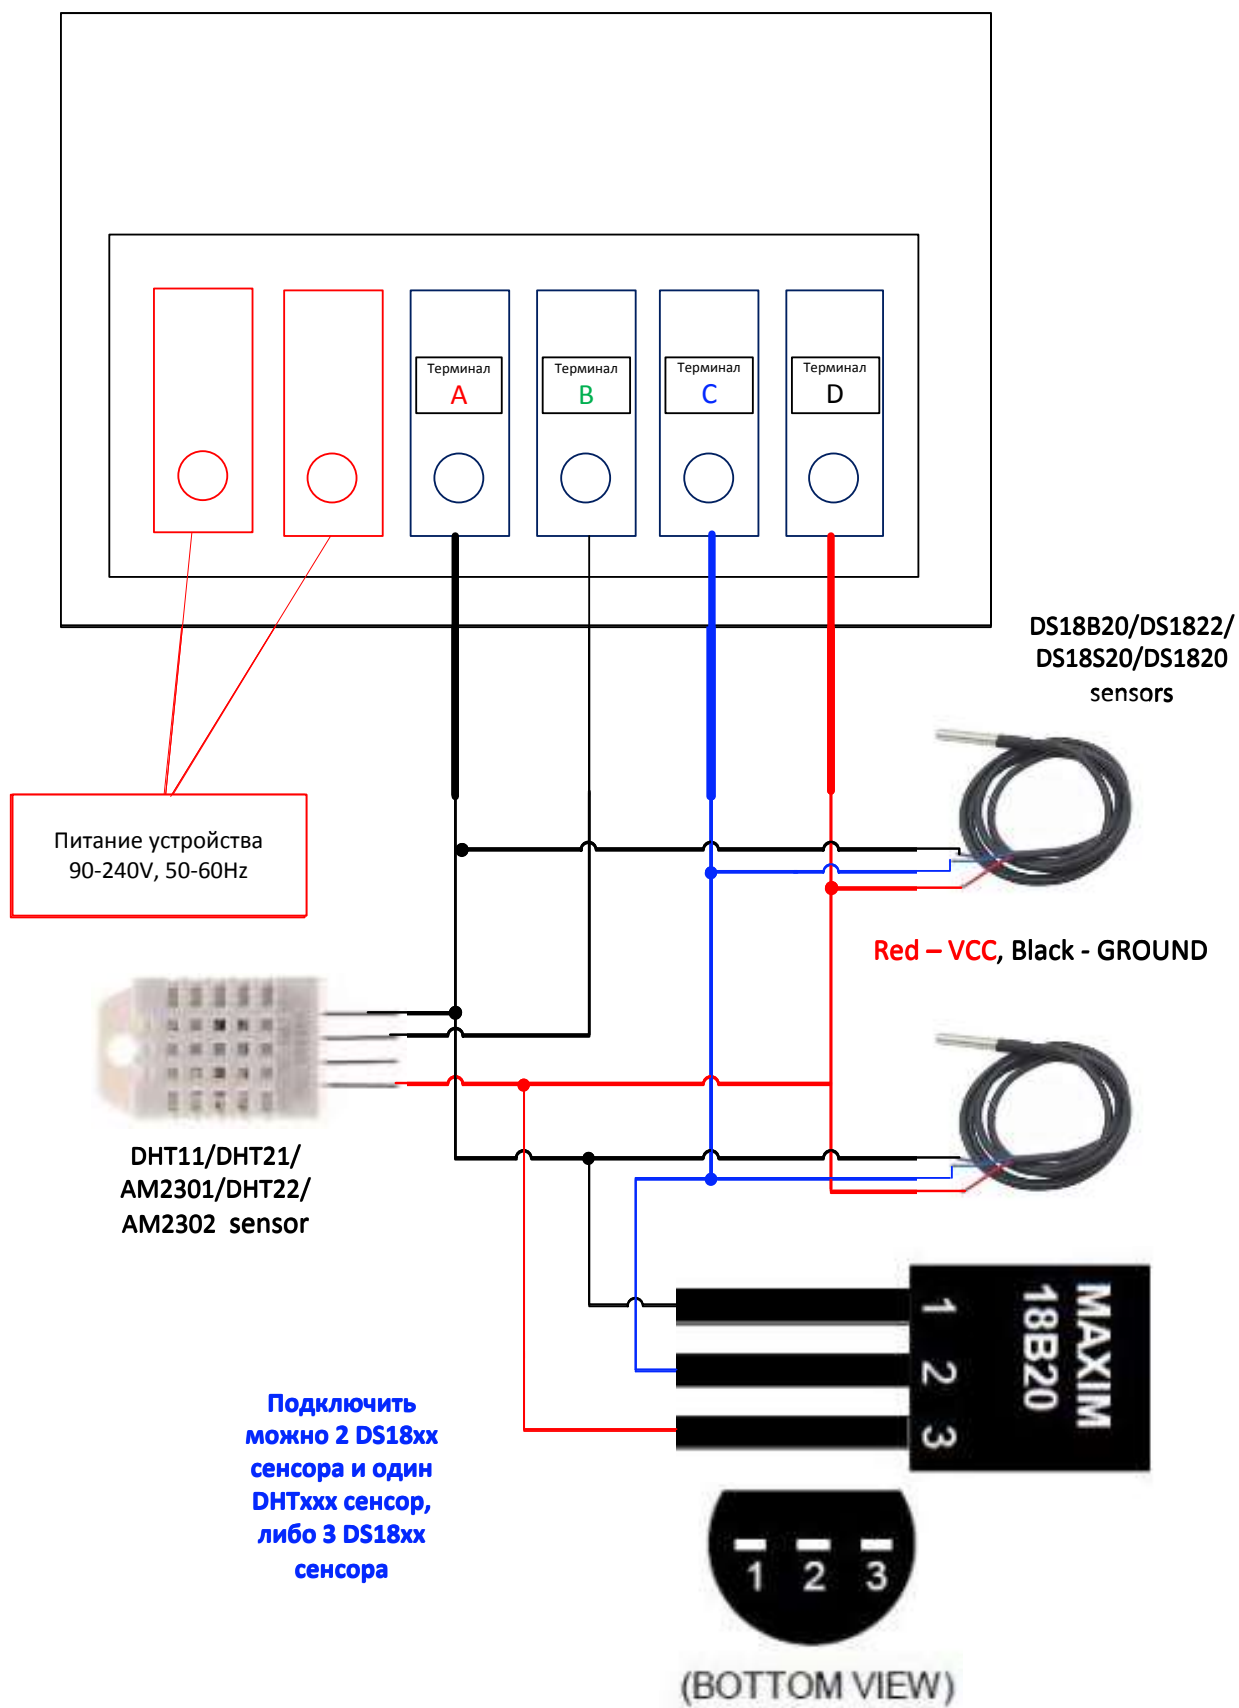 Терминал
A
Терминал
B
Терминал
C
Терминал
D
DS18B20/DS1822/
DS18S20/DS1820
sensors
Питание устройства
90-240V, 50-60Hz
Red – VCC, Black - GROUND
DHT11/DHT21/
AM2301/DHT22/
AM2302 sensor
MAXIM
18B20
1
2
3
Подключить
можно 2 DS18xx
сенсора и один
DHTxxx сенсор,
либо 3 DS18xx
сенсора
1 2 3
(BOTTOM VIEW)